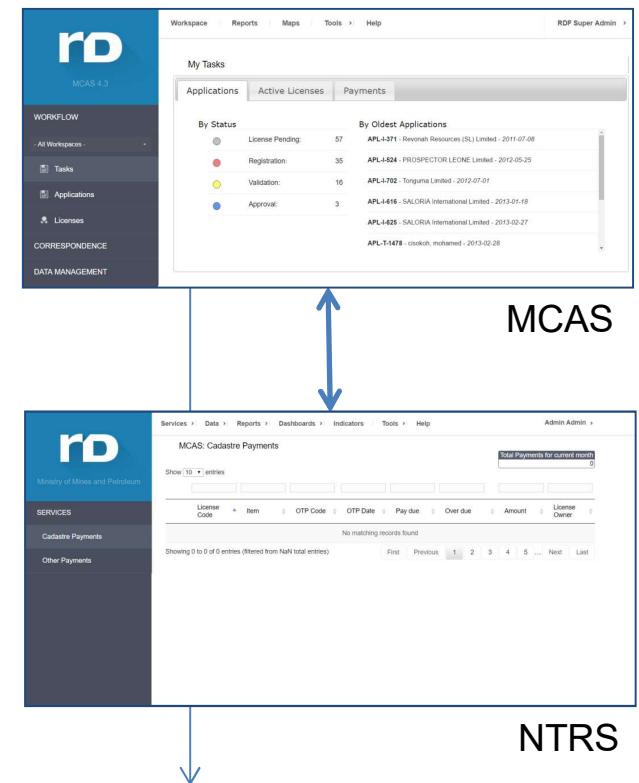 Workspace Reports Maps Tools › Help RDF Super Admin ›
rD
MCAS 4.3
My Tasks
Applications Active Licenses Payments
WORKFLOW
- All Workspaces -
Tasks
Applications
Licenses
CORRESPONDENCE
DATA MANAGEMENT
By Status
License Pending: 57
Registration: 35
Validation: 16
Approval: 3
By Oldest Applications
APL-I-371 - Revonah Resources (SL) Limited - 2011-07-08
APL-I-524 - PROSPECTOR LEONE Limited - 2012-05-25
APL-I-702 - Tonguma Limited - 2012-07-01
APL-I-616 - SALORIA International Limited - 2013-01-18
APL-I-625 - SALORIA International Limited - 2013-02-27
APL-T-1478 - cisokoh, mohamed - 2013-02-28
MCAS
Services › Data › Reports › Dashboards › Indicators Tools › Help Admin Admin ›
rD
Ministry of Mines and Petroleum
SERVICES
Cadastre Payments
Other Payments
MCAS: Cadastre Payments
Total Payments for current month
0
Show 10 entries
License Code Item OTP Code OTP Date Pay due Over due Amount License Owner
No matching records found
Showing 0 to 0 of 0 entries (filtered from NaN total entries) First Previous 1 2 3 4 5 ... Next Last
NTRS